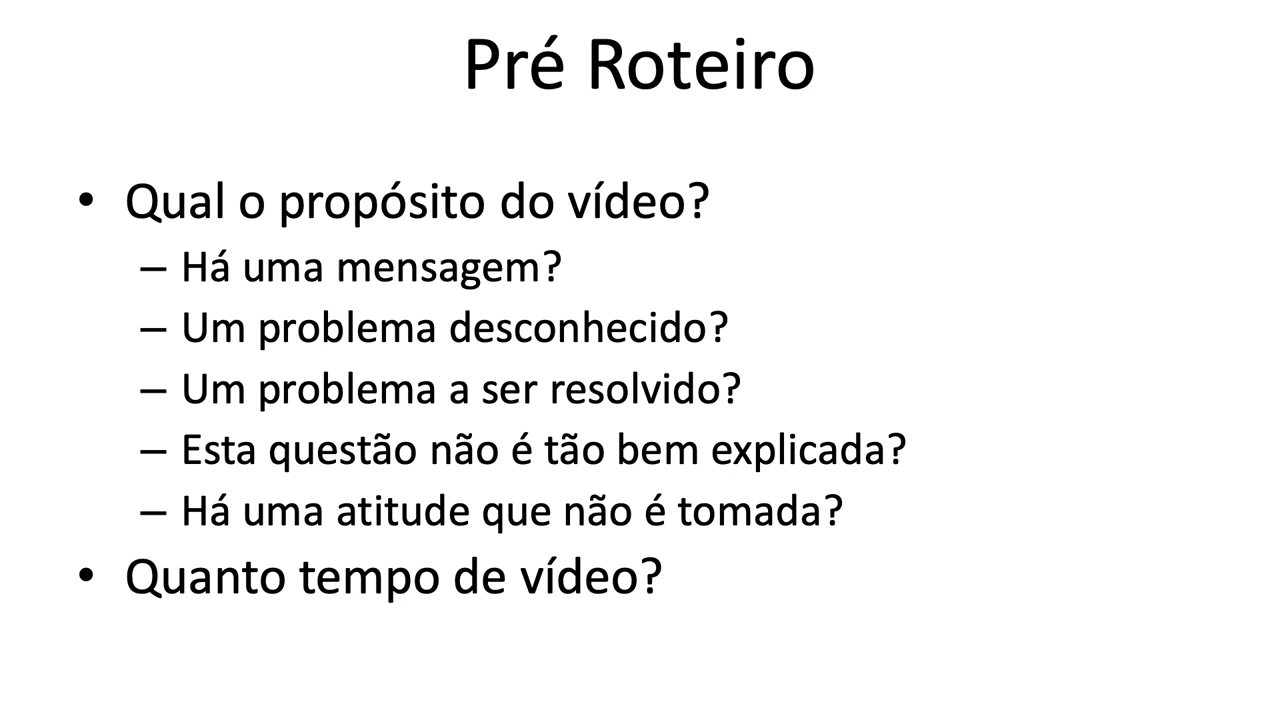 Pré Roteiro
• Qual o propósito do vídeo?
– Há uma mensagem?
– Um problema desconhecido?
– Um problema a ser resolvido?
– Esta questão não é tão bem explicada?
– Há uma atitude que não é tomada?
• Quanto tempo de vídeo?